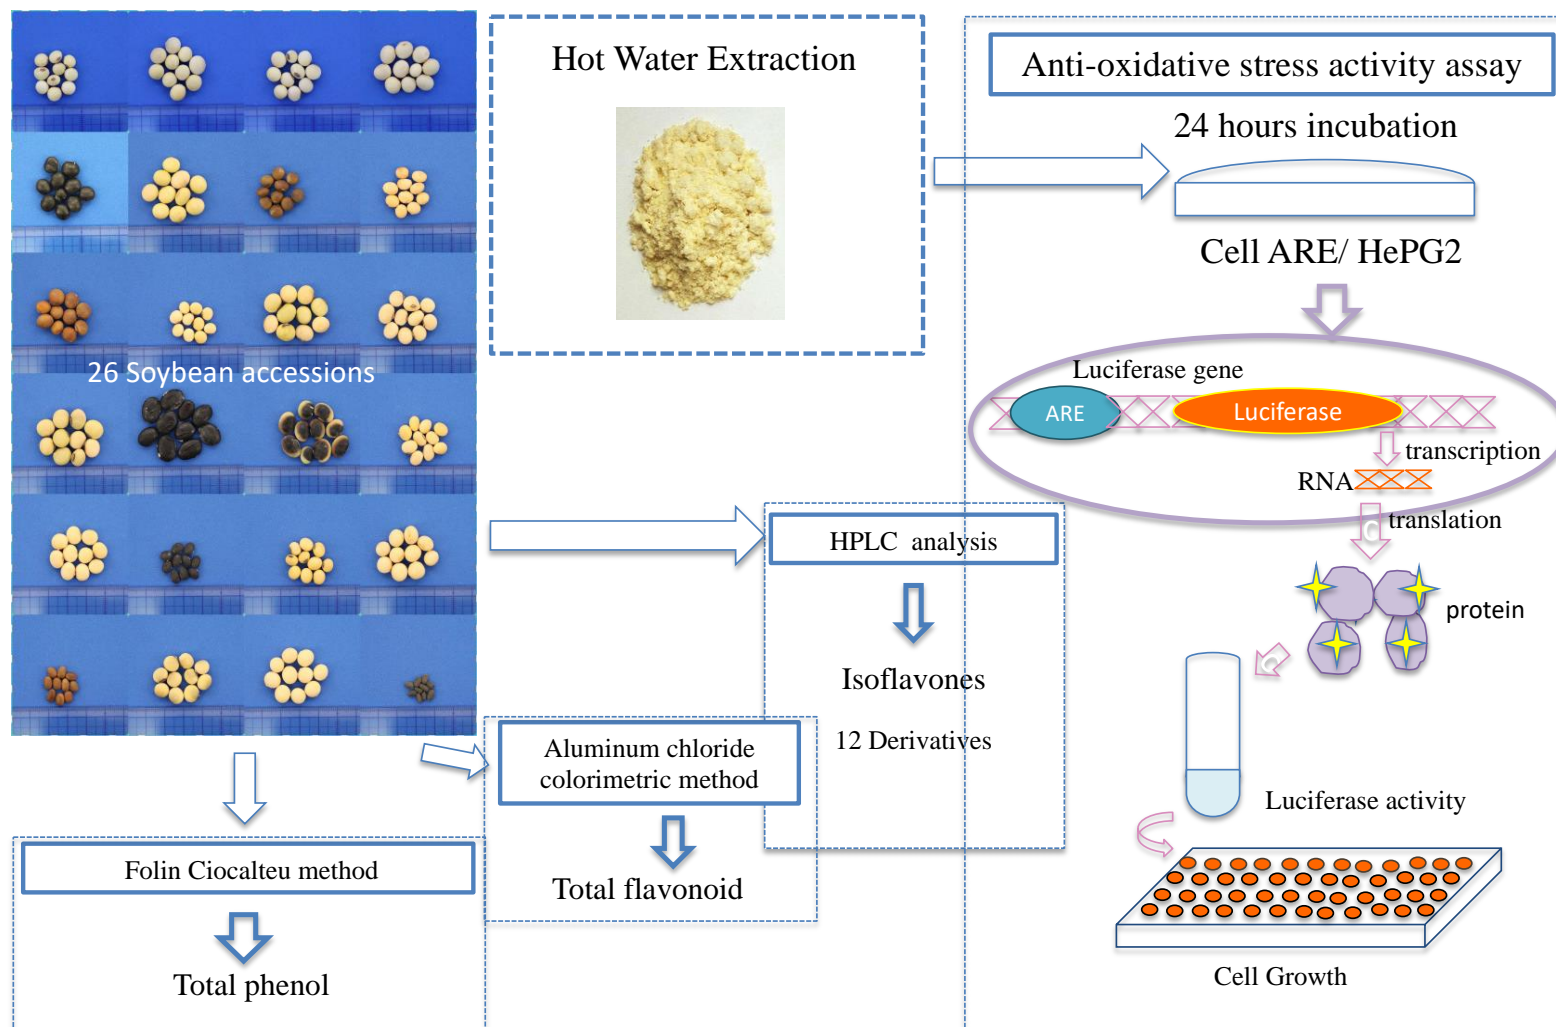 Hot Water Extraction
Anti-oxidative stress activity assay
24 hours incubation
Cell ARE/ HePG2
26 Soybean accessions
Luciferase gene
ARE
Luciferase
transcription
RNA
translation
protein
HPLC analysis
Isoflavones
12 Derivatives
Aluminum chloride
colorimetric method
Total flavonoid
Folin Ciocalteu method
Total phenol
Luciferase activity
Cell Growth